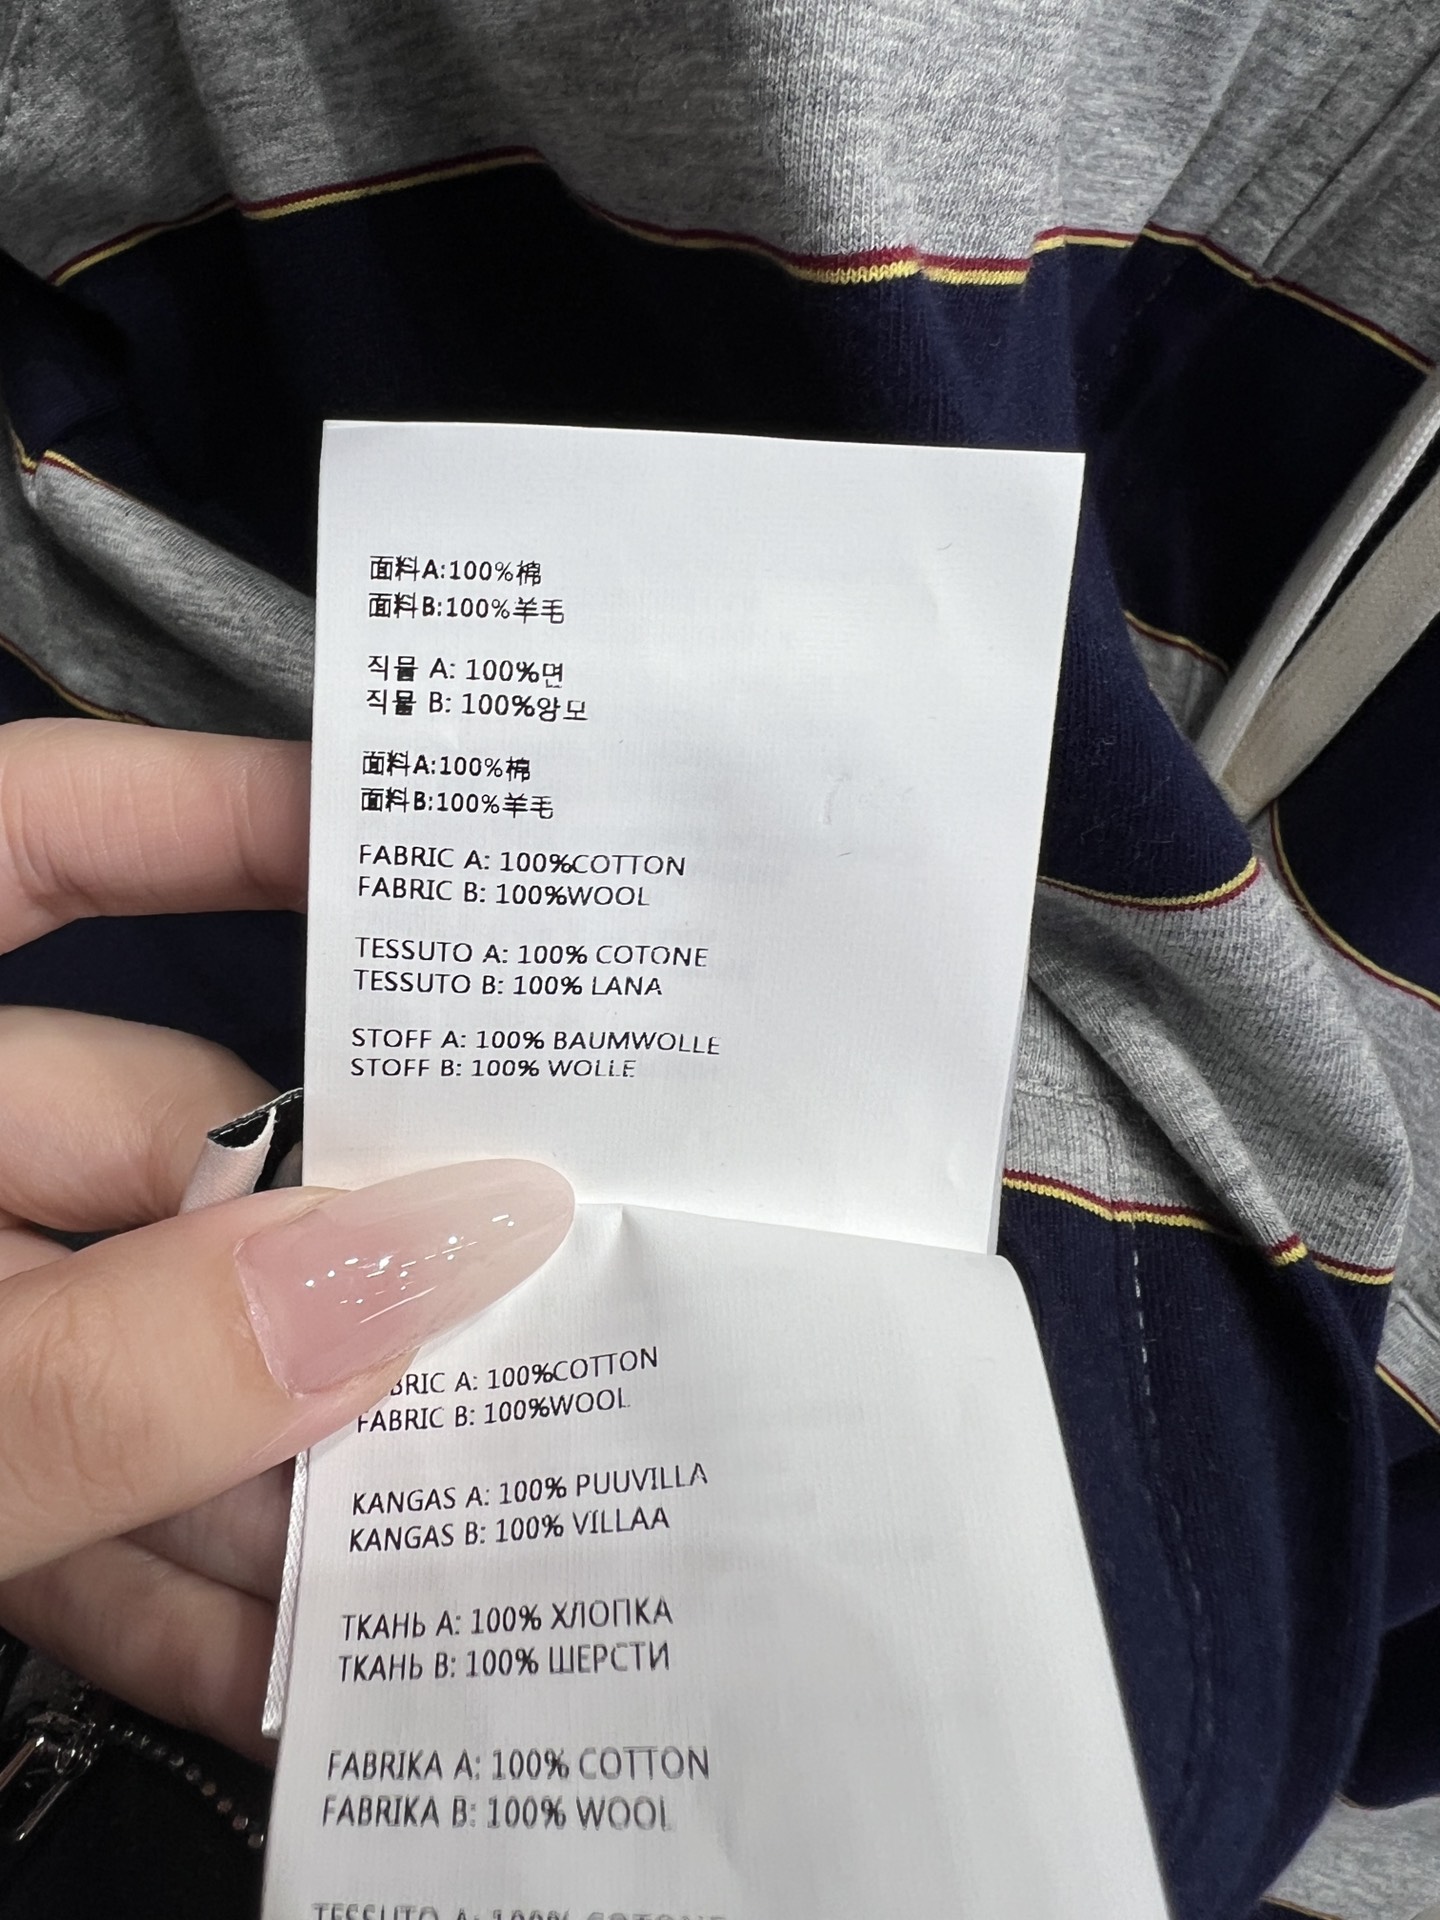 面料A:100%棉
面料B:100%羊毛
직물 A: 100%면
직물 B: 100%양모
面料A:100%棉
面料B:100%羊毛
FABRIC A: 100%COTTON
FABRIC B: 100%WOOL
TESSUTO A: 100% COTONE
TESSUTO B: 100% LANA
STOFF A: 100% BAUMWOLLE
STOFF B: 100% WOLLE
BRIC A: 100%COTTON
FABRIC B: 100%WOOL
KANGAS A: 100% PUUVILLA
KANGAS B: 100% VILLAA
ТКАНЬ A: 100% ХЛОПКА
ТКАНЬ B: 100% ШЕРСТИ
FABRIKA A: 100% COTTON
FABRIKA B: 100% WOOL
TESSUTO A: 100% COTONE